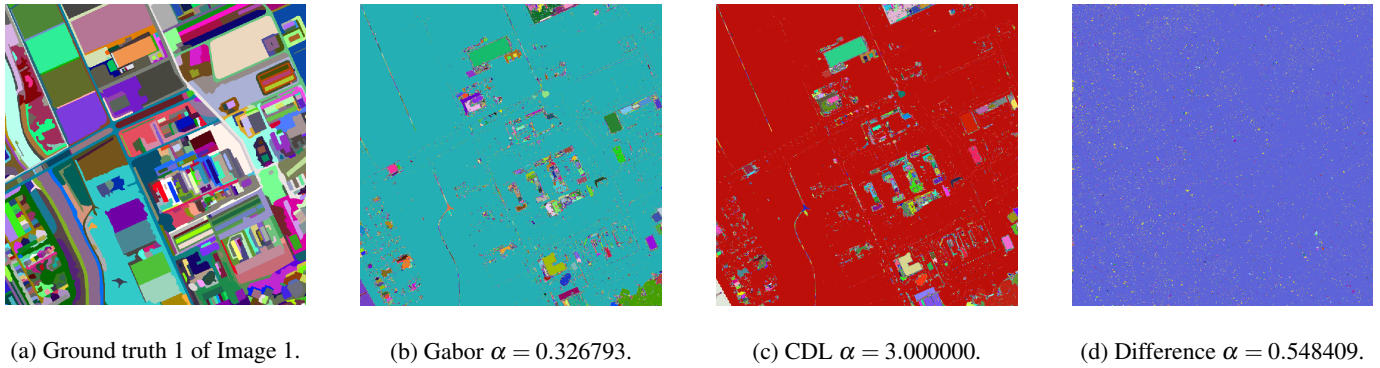 (a) Ground truth 1 of Image 1.
(b) Gabor α = 0.326793.
(c) CDL α = 3.000000.
(d) Difference α = 0.548409.